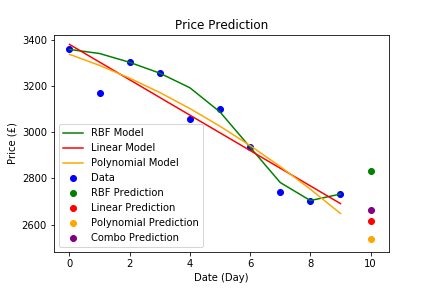 Price Prediction
Price (£)
3400
3200
3000
2800
2600
RBF Model
Linear Model
Polynomial Model
Data
RBF Prediction
Linear Prediction
Polynomial Prediction
Combo Prediction
0 2 4 6 8 10
Date (Day)